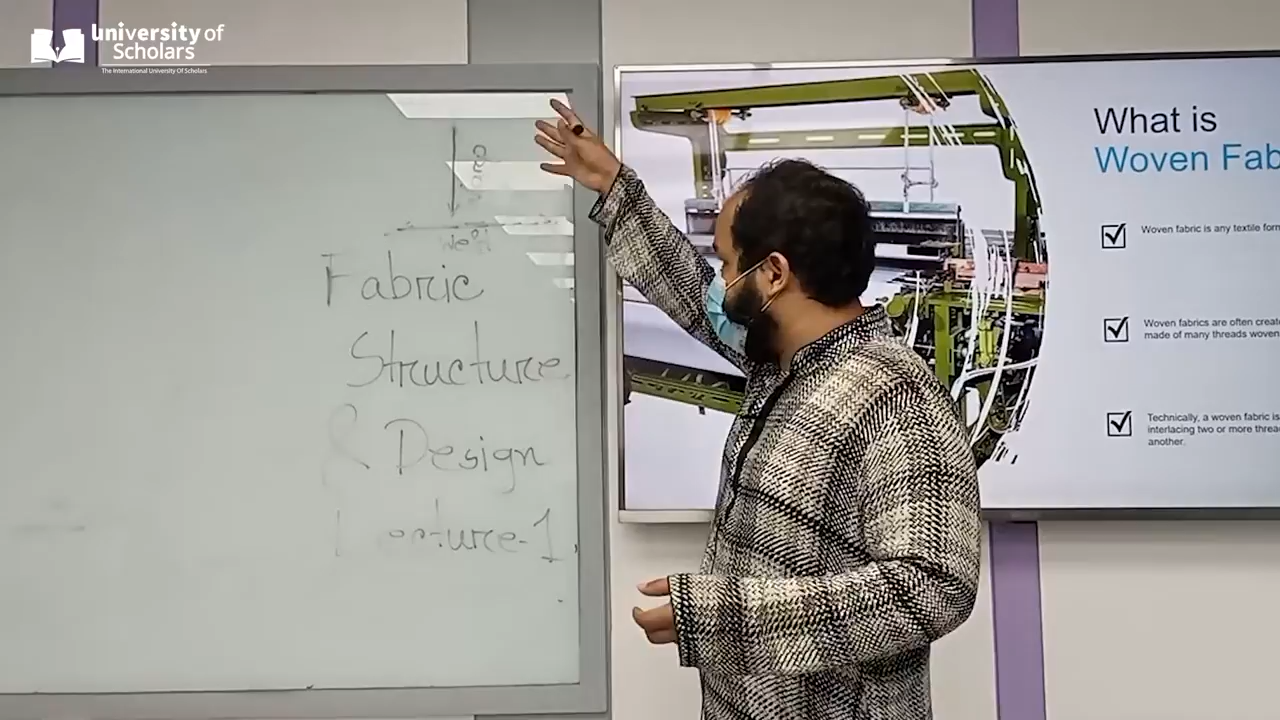 University of
Scholars
The International University Of Scholars
Fabric
Structure
& Design
Lecture-1
What is
Woven Fab
Woven fabric is any textile form
Woven fabrics are often create
made of many threads woven
Technically, a woven fabric is
interlacing two or more threa
another.